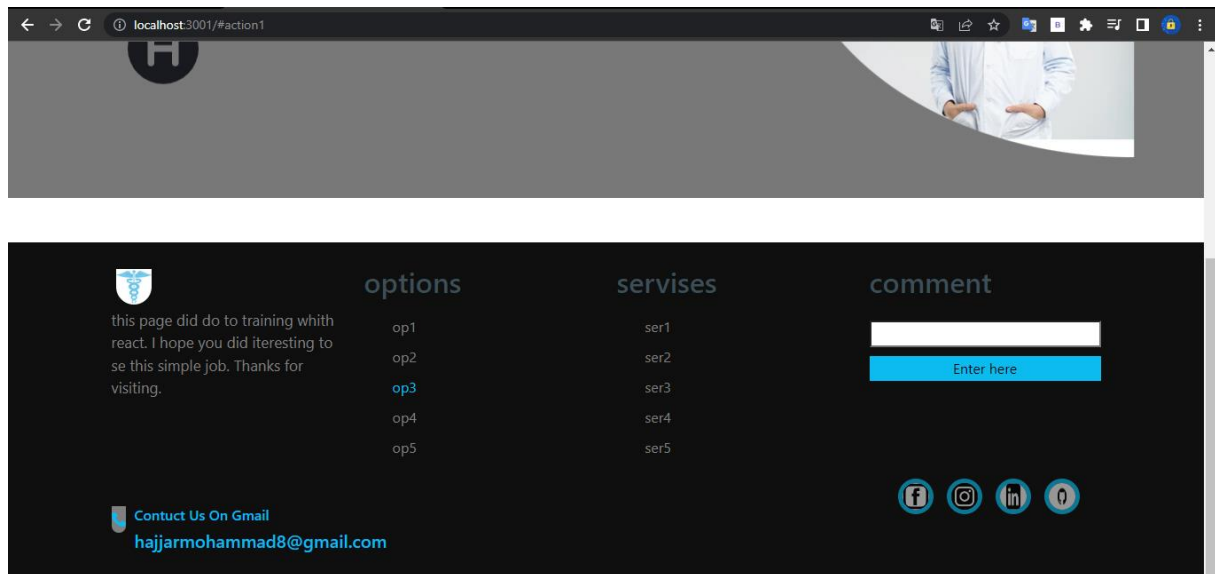 localhost:3001/#action1
H
this page did do to training whith
react. I hope you did iteresting to
se this simple job. Thanks for
visiting.
options
op1
op2
op3
op4
op5
servises
ser1
ser2
ser3
ser4
ser5
comment
Enter here
Contuct Us On Gmail
hajjarmohammad8@gmail.com
f
in